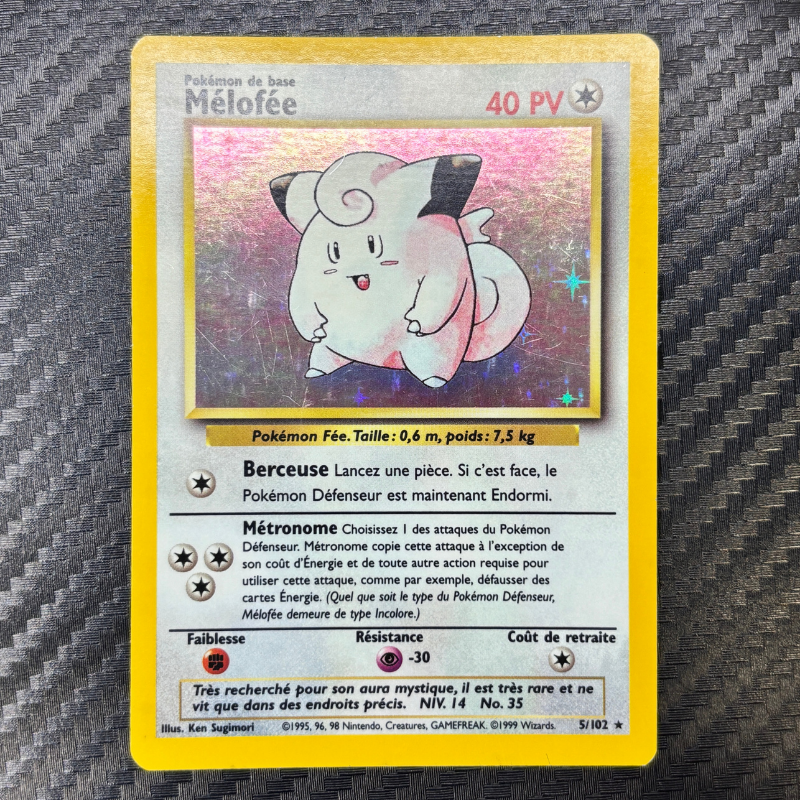 Pokémon de base
Mélofée
40 PV
Pokémon Fée. Taille: 0,6 m, poids: 7,5 kg
Berceuse Lancez une pièce. Si c'est face, le
Pokémon Défenseur est maintenant Endormi.
Métronome Choisissez 1 des attaques du Pokémon
Défenseur. Métronome copie cette attaque à l'exception de
son coût d'Énergie et de toute autre action requise pour
utiliser cette attaque, comme par exemple, défausser des
cartes Énergie. (Quel que soit le type du Pokémon Défenseur,
Mélofée demeure de type Incolore.)
Faiblesse Résistance Coût de retraite
-30
Très recherché pour son aura mystique, il est très rare et ne
vit que dans des endroits précis. NIV. 14 No. 35
Illus. Ken Sugimori ©1995, 96, 98 Nintendo, Creatures, GAMEFREAK. ©1999 Wizards. 5/102 ★